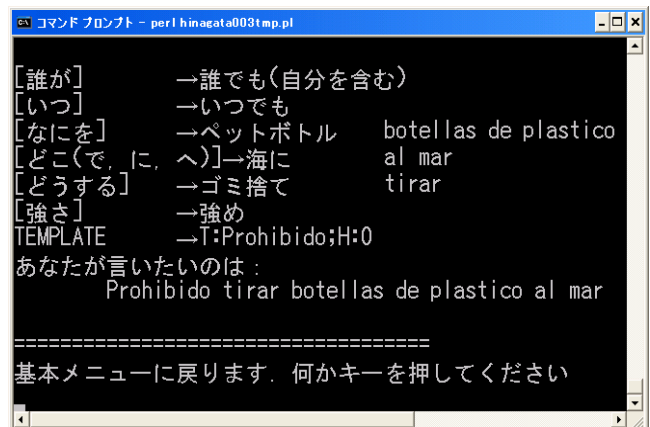 コマンド プロンプト - perl hinagata003tmp.pl
[誰が] →誰でも(自分を含む)
[いつ] →いつでも
[なにを] →ペットボトル botellas de plastico
[どこ(で, に, へ)]→海に al mar
[どうする] →ゴミ捨て tirar
[強さ] →強め
TEMPLATE →T:Prohibido;H:0
あなたが言いたいのは:
Prohibido tirar botellas de plastico al mar
====================================
基本メニューに戻ります. 何かキーを押してください